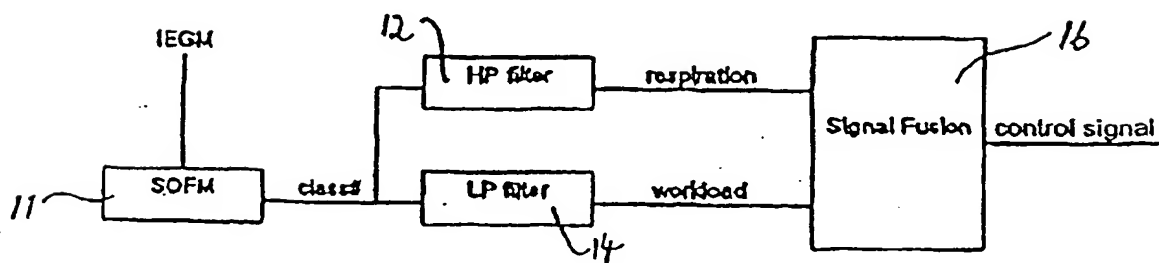 IEGM
12
HP filter
respiration
16
Signal Fusion
control signal
11
SOFM
class#
LP filter
workload
14